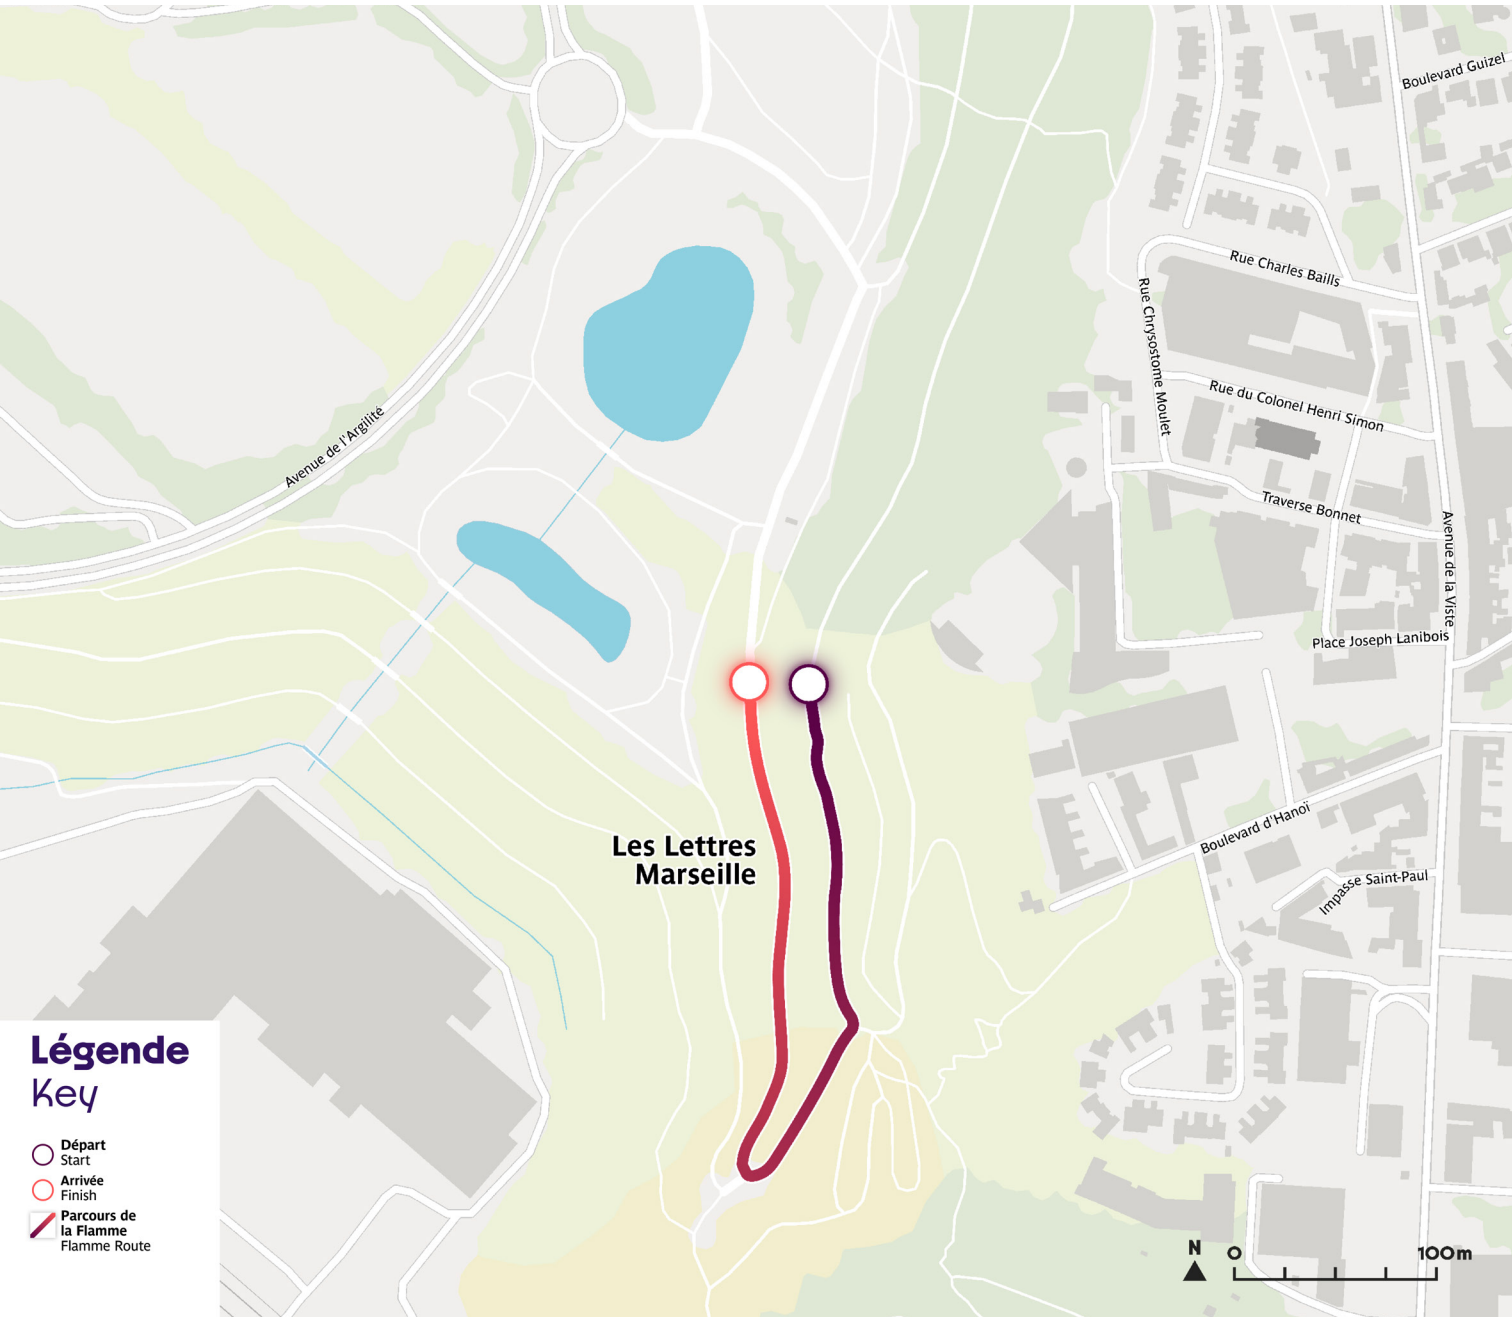 Boulevard Guizel
Rue Charles Baills
Rue Chrysostome Moulet
Rue du Colonel Henri Simon
Avenue de l'Argilité
Traverse Bonnet
Avenue de la Viste
Place Joseph Lanibois
Boulevard d'Hanoï
Les Lettres
Marseille
Impasse Saint-Paul
Légende
Key
Départ
Start
Arrivée
Finish
Parcours de
la Flamme
Flamme Route
N
0 100m